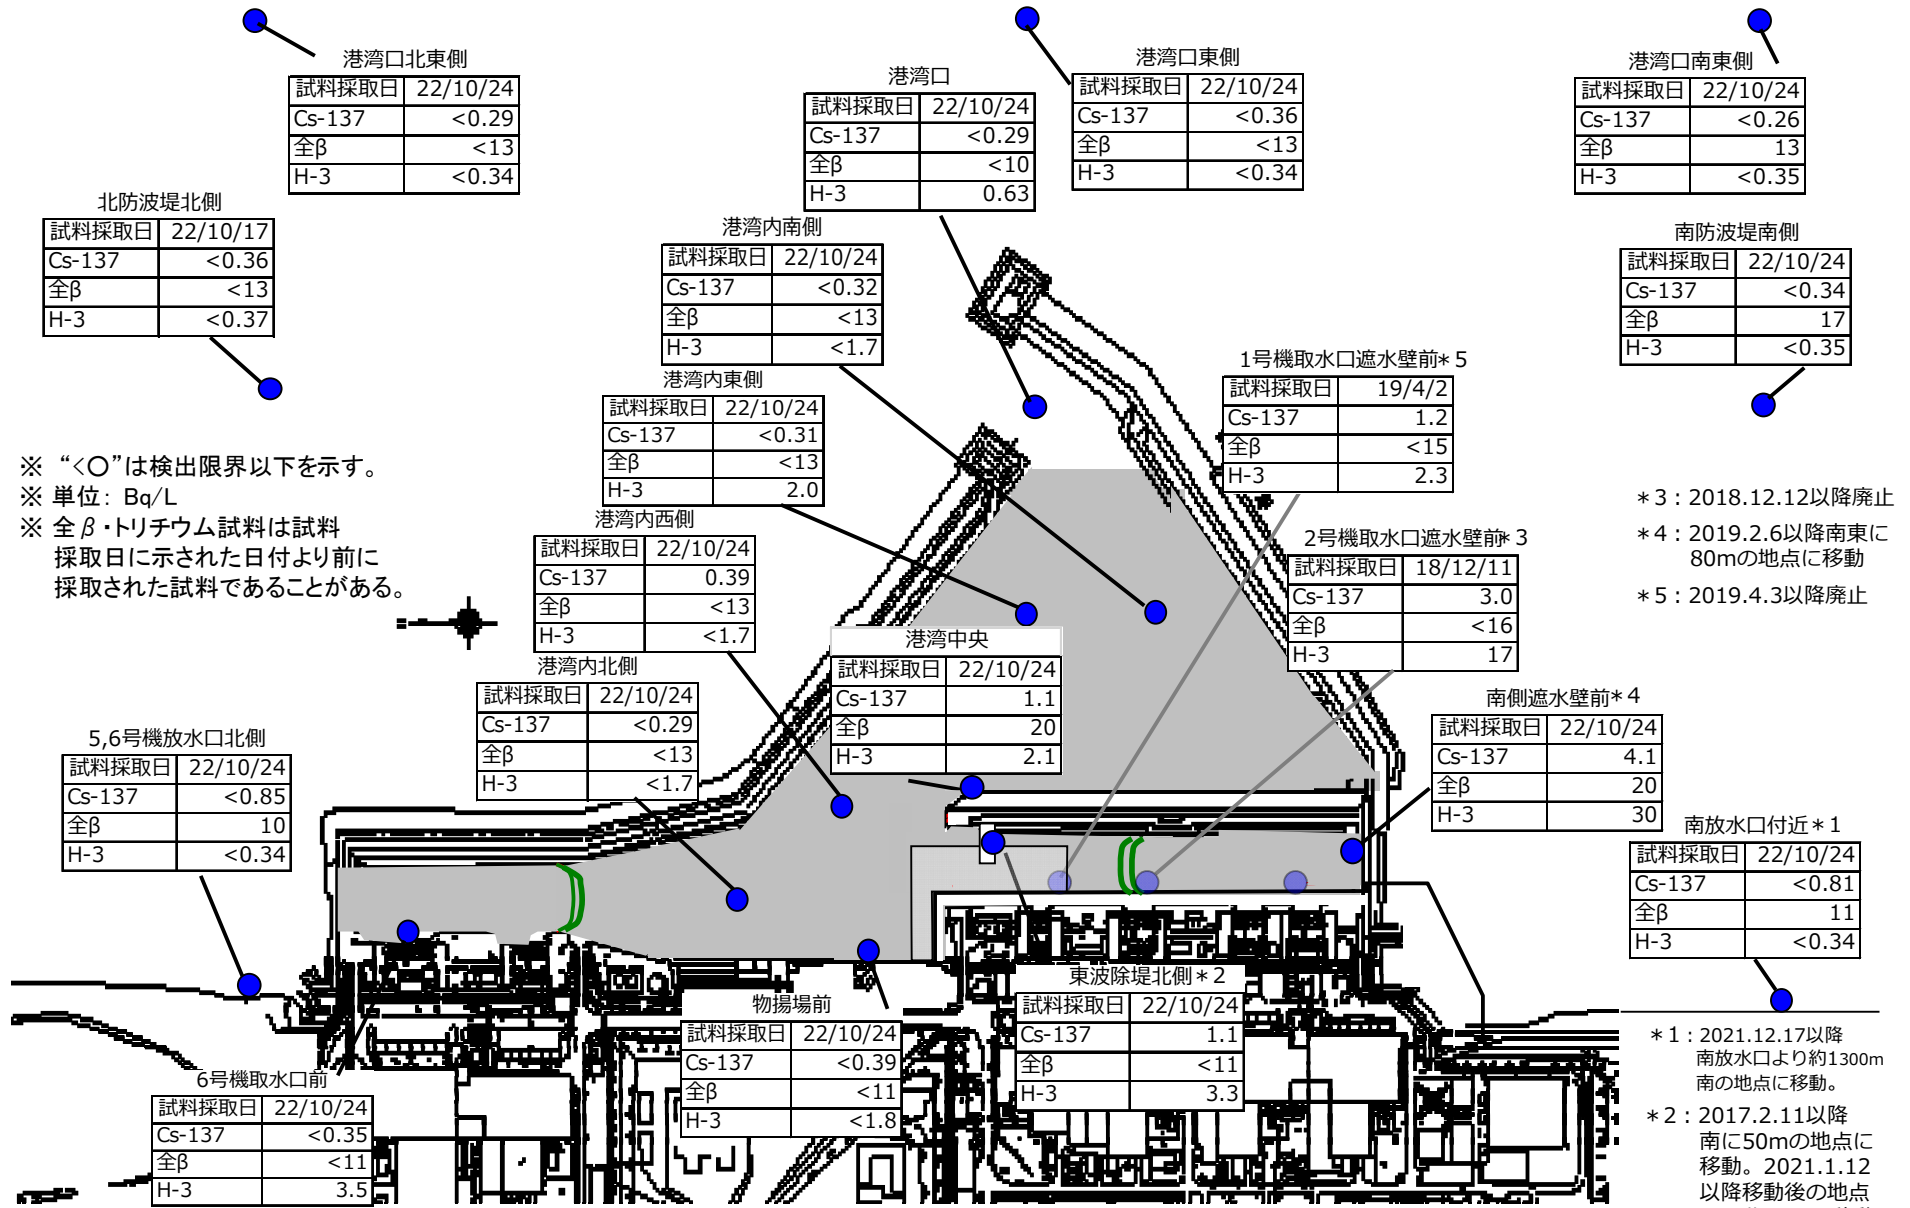 港湾口北東側
試料採取日 22/10/24
Cs-137 <0.29
全β <13
H-3 <0.34
港湾口
試料採取日 22/10/24
Cs-137 <0.29
全β <10
H-3 0.63
港湾口東側
試料採取日 22/10/24
Cs-137 <0.36
全β <13
H-3 <0.34
港湾口南東側
試料採取日 22/10/24
Cs-137 <0.26
全β 13
H-3 <0.35
北防波堤北側
試料採取日 22/10/17
Cs-137 <0.36
全β <13
H-3 <0.37
港湾内南側
試料採取日 22/10/24
Cs-137 <0.32
全β <13
H-3 <1.7
南防波堤南側
試料採取日 22/10/24
Cs-137 <0.34
全β 17
H-3 <0.35
港湾内東側
試料採取日 22/10/24
Cs-137 <0.31
全β <13
H-3 2.0
1号機取水口遮水壁前＊5
試料採取日 19/4/2
Cs-137 1.2
全β <15
H-3 2.3
※ “<〇”は検出限界以下を示す。
※ 単位: Bq/L
※ 全β・トリチウム試料は試料
採取日に示された日付より前に
採取された試料であることがある。
港湾内西側
試料採取日 22/10/24
Cs-137 0.39
全β <13
H-3 <1.7
2号機取水口遮水壁前＊3
試料採取日 18/12/11
Cs-137 3.0
全β <16
H-3 17
＊3：2018.12.12以降廃止
＊4：2019.2.6以降南東に
80mの地点に移動
＊5：2019.4.3以降廃止
港湾内北側
試料採取日 22/10/24
Cs-137 <0.29
全β <13
H-3 <1.7
港湾中央
試料採取日 22/10/24
Cs-137 1.1
全β 20
H-3 2.1
南側遮水壁前＊4
試料採取日 22/10/24
Cs-137 4.1
全β 20
H-3 30
5,6号機放水口北側
試料採取日 22/10/24
Cs-137 <0.85
全β 10
H-3 <0.34
南放水口付近＊1
試料採取日 22/10/24
Cs-137 <0.81
全β 11
H-3 <0.34
物揚場前
試料採取日 22/10/24
Cs-137 <0.39
全β <11
H-3 <1.8
東波除堤北側＊2
試料採取日 22/10/24
Cs-137 1.1
全β <11
H-3 3.3
6号機取水口前
試料採取日 22/10/24
Cs-137 <0.35
全β <11
H-3 3.5
＊1：2021.12.17以降
南放水口より約1300m
南の地点に移動。
＊2：2017.2.11以降
南に50mの地点に
移動。2021.1.12
以降移動後の地点